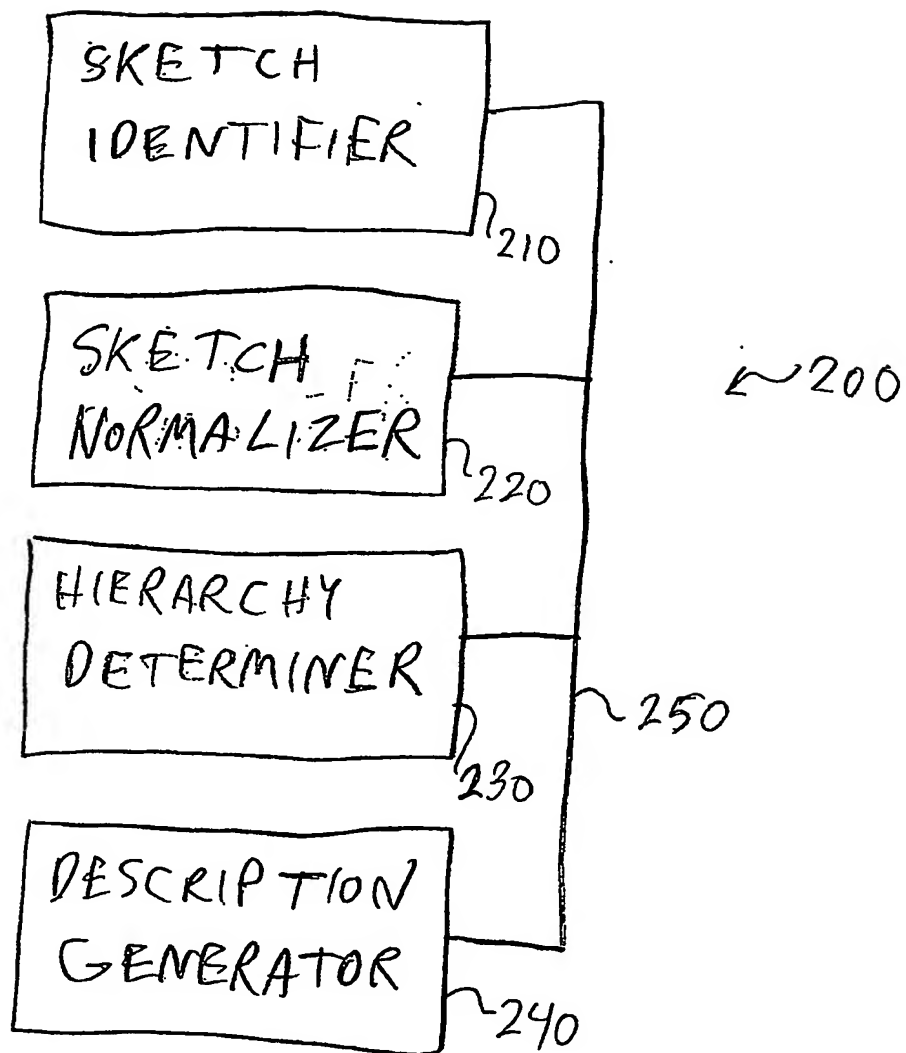 SKETCH
IDENTIFIER
210
SKETCH
NORMALIZER
220
200
HIERARCHY
DETERMINER
230
250
DESCRIPTION
GENERATOR
240